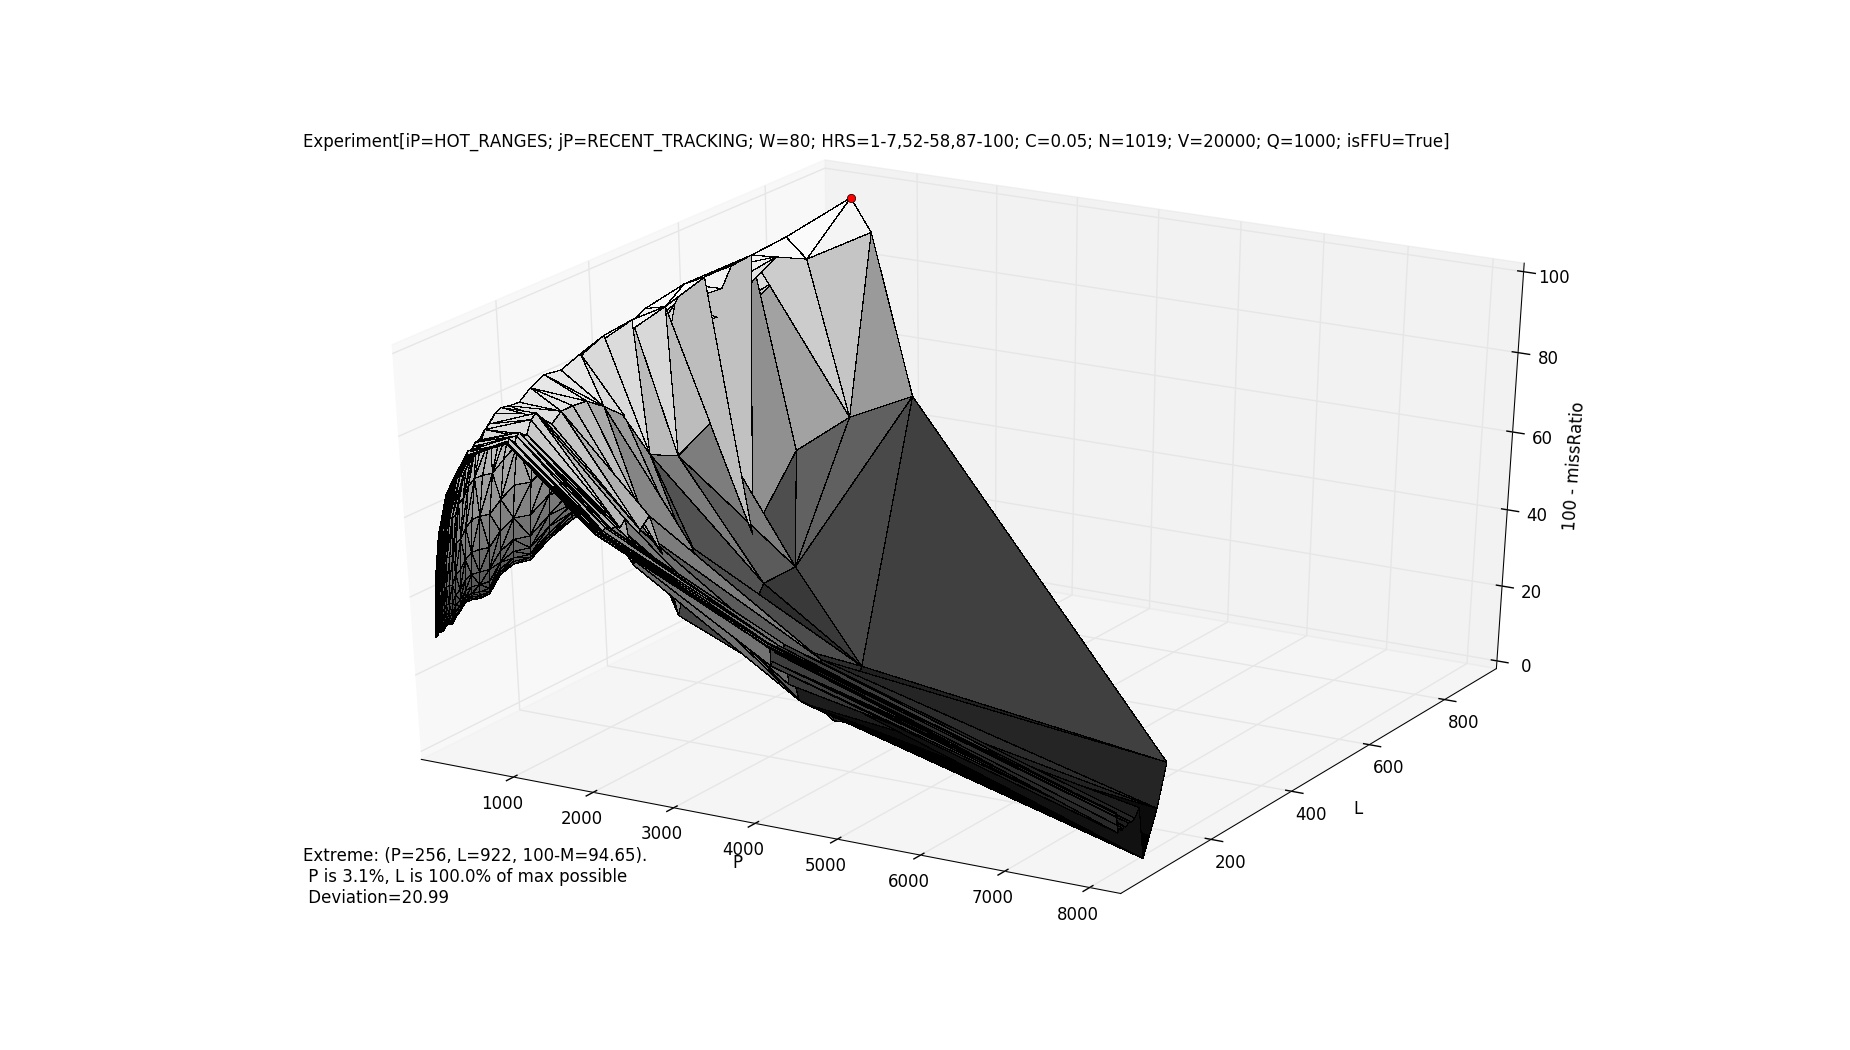 Experiment[iP=HOT_RANGES; jP=RECENT_TRACKING; W=80; HRS=1-7,52-58,87-100; C=0.05; N=1019; V=20000; Q=1000; isFFU=True]
100
80
60
40
20
0
100 - missRatio
800
600
400
200
L
1000
2000
3000
4000
5000
6000
7000
8000
P
Extreme: (P=256, L=922, 100-M=94.65).
P is 3.1%, L is 100.0% of max possible
Deviation=20.99